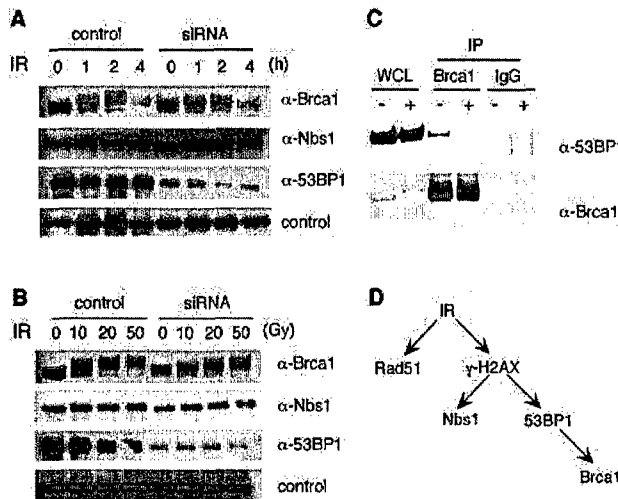 A
control siRNA
IR 0 1 2 4 0 1 2 4 (h)
α-Brca1
α-Nbs1
α-53BP1
control
B
control siRNA
IR 0 10 20 50 0 10 20 50 (Gy)
α-Brca1
α-Nbs1
α-53BP1
control
C
IP
WCL Brca1 IgG
- + - + - +
α-53BP1
α-Brca1
D
IR
Rad51 γ-H2AX
Nbs1 53BP1
Brca1